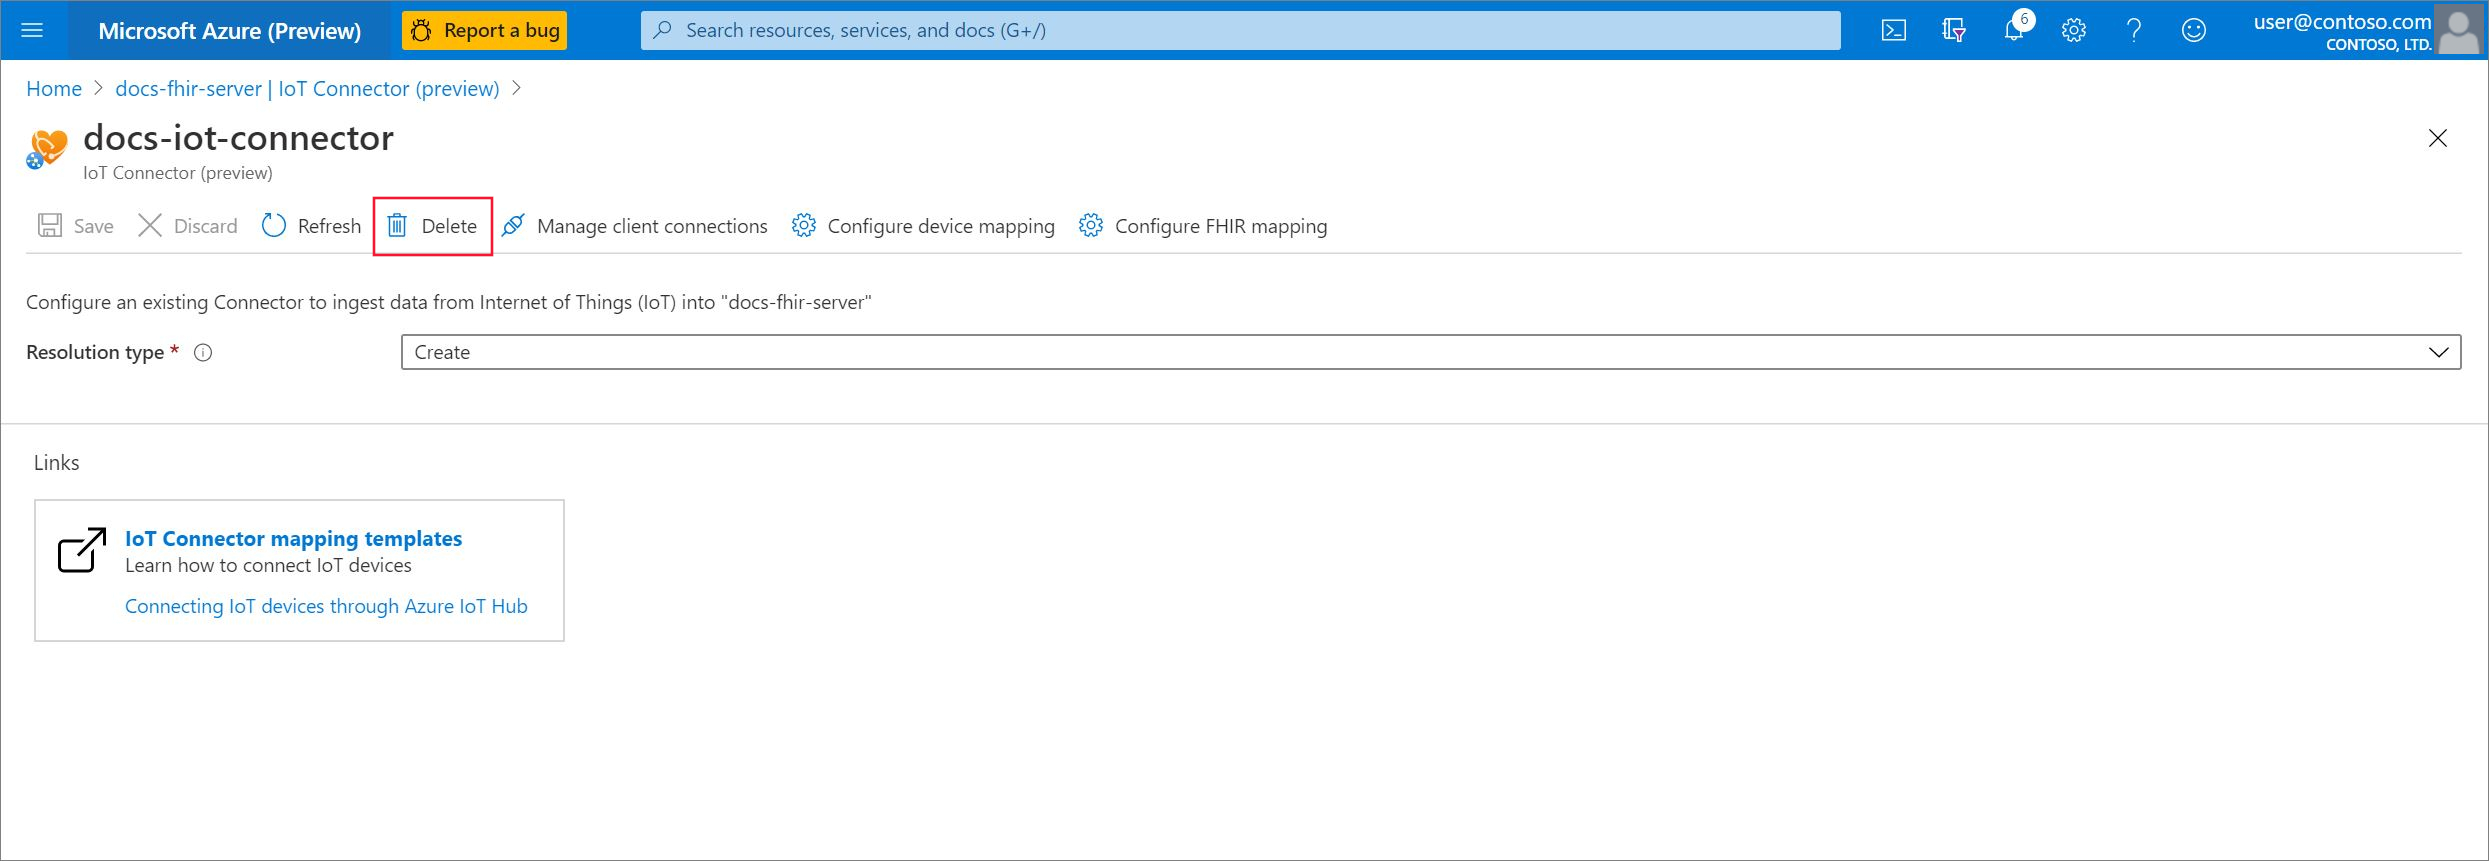 Microsoft Azure (Preview)
Report a bug
Search resources, services, and docs (G+/)
6
user@contoso.com
CONTOSO, LTD.
Home > docs-fhir-server | IoT Connector (preview) >
docs-iot-connector
IoT Connector (preview)
Save Discard Refresh Delete Manage client connections Configure device mapping Configure FHIR mapping
Configure an existing Connector to ingest data from Internet of Things (IoT) into "docs-fhir-server"
Resolution type * Create
Links
IoT Connector mapping templates
Learn how to connect IoT devices
Connecting IoT devices through Azure IoT Hub